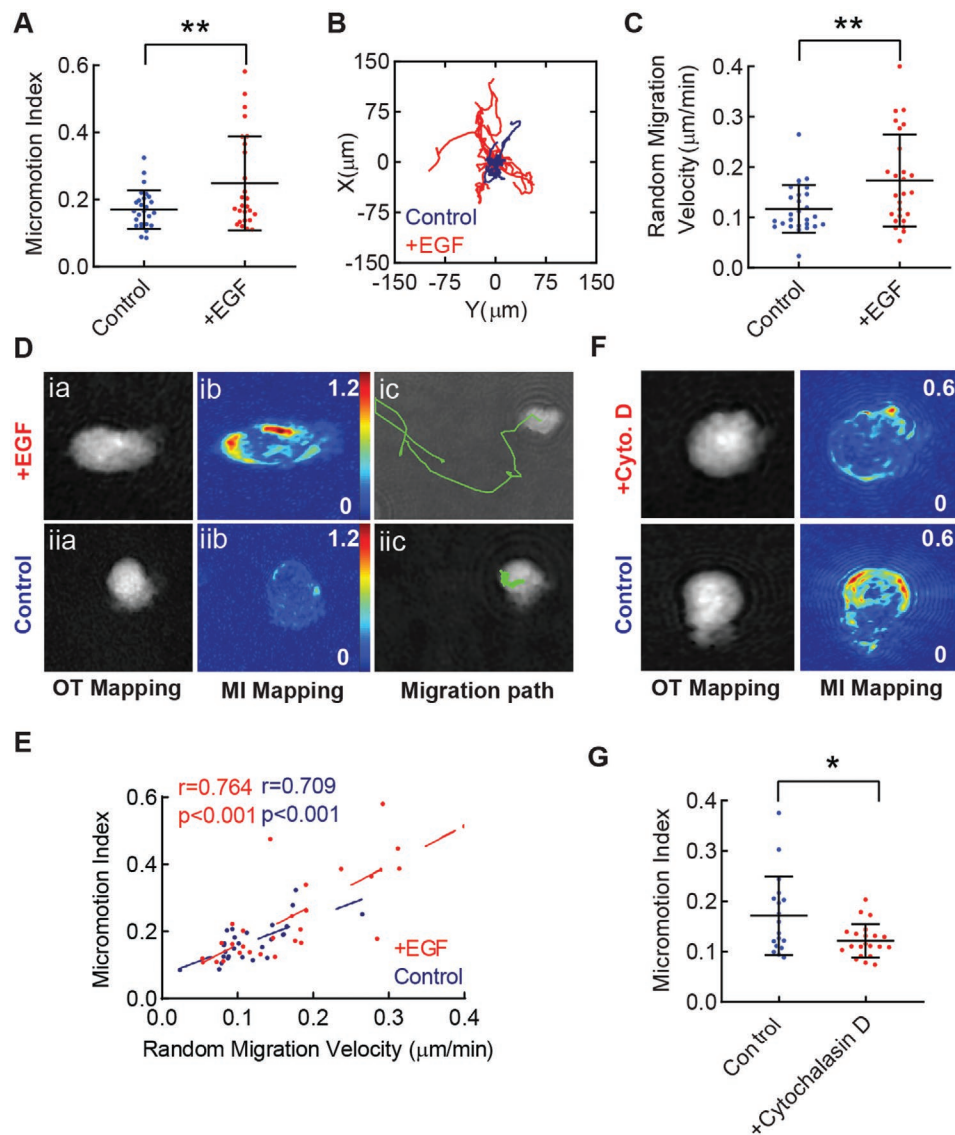 A
**
Micromotion Index
0.6
0.4
0.2
0.0
Control
+EGF
B
X(μm)
150
75
0
-75
-150
Control
+EGF
-150 -75 0 75 150
Y(μm)
C
**
Random Migration
Velocity (μm/min)
0.4
0.3
0.2
0.1
0.0
Control
+EGF
D
+EGF
ia
ib
1.2
0
ic
Control
iia
iib
1.2
0
iic
OT Mapping
MI Mapping
Migration path
F
+Cyto. D
0.6
0
Control
0.6
0
OT Mapping
MI Mapping
E
r=0.764 r=0.709
p<0.001 p<0.001
Micromotion Index
0.6
0.4
0.2
0.0
+EGF
Control
0.0 0.1 0.2 0.3 0.4
Random Migration Velocity (μm/min)
G
*
Micromotion Index
0.4
0.3
0.2
0.1
0.0
Control
+Cytochalasin D